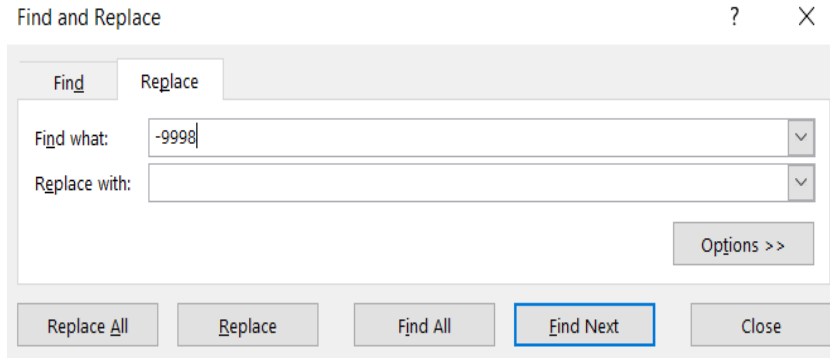 Find and Replace ? X
Find Replace
Find what: -9998
Replace with:
Options >>
Replace All Replace Find All Find Next Close